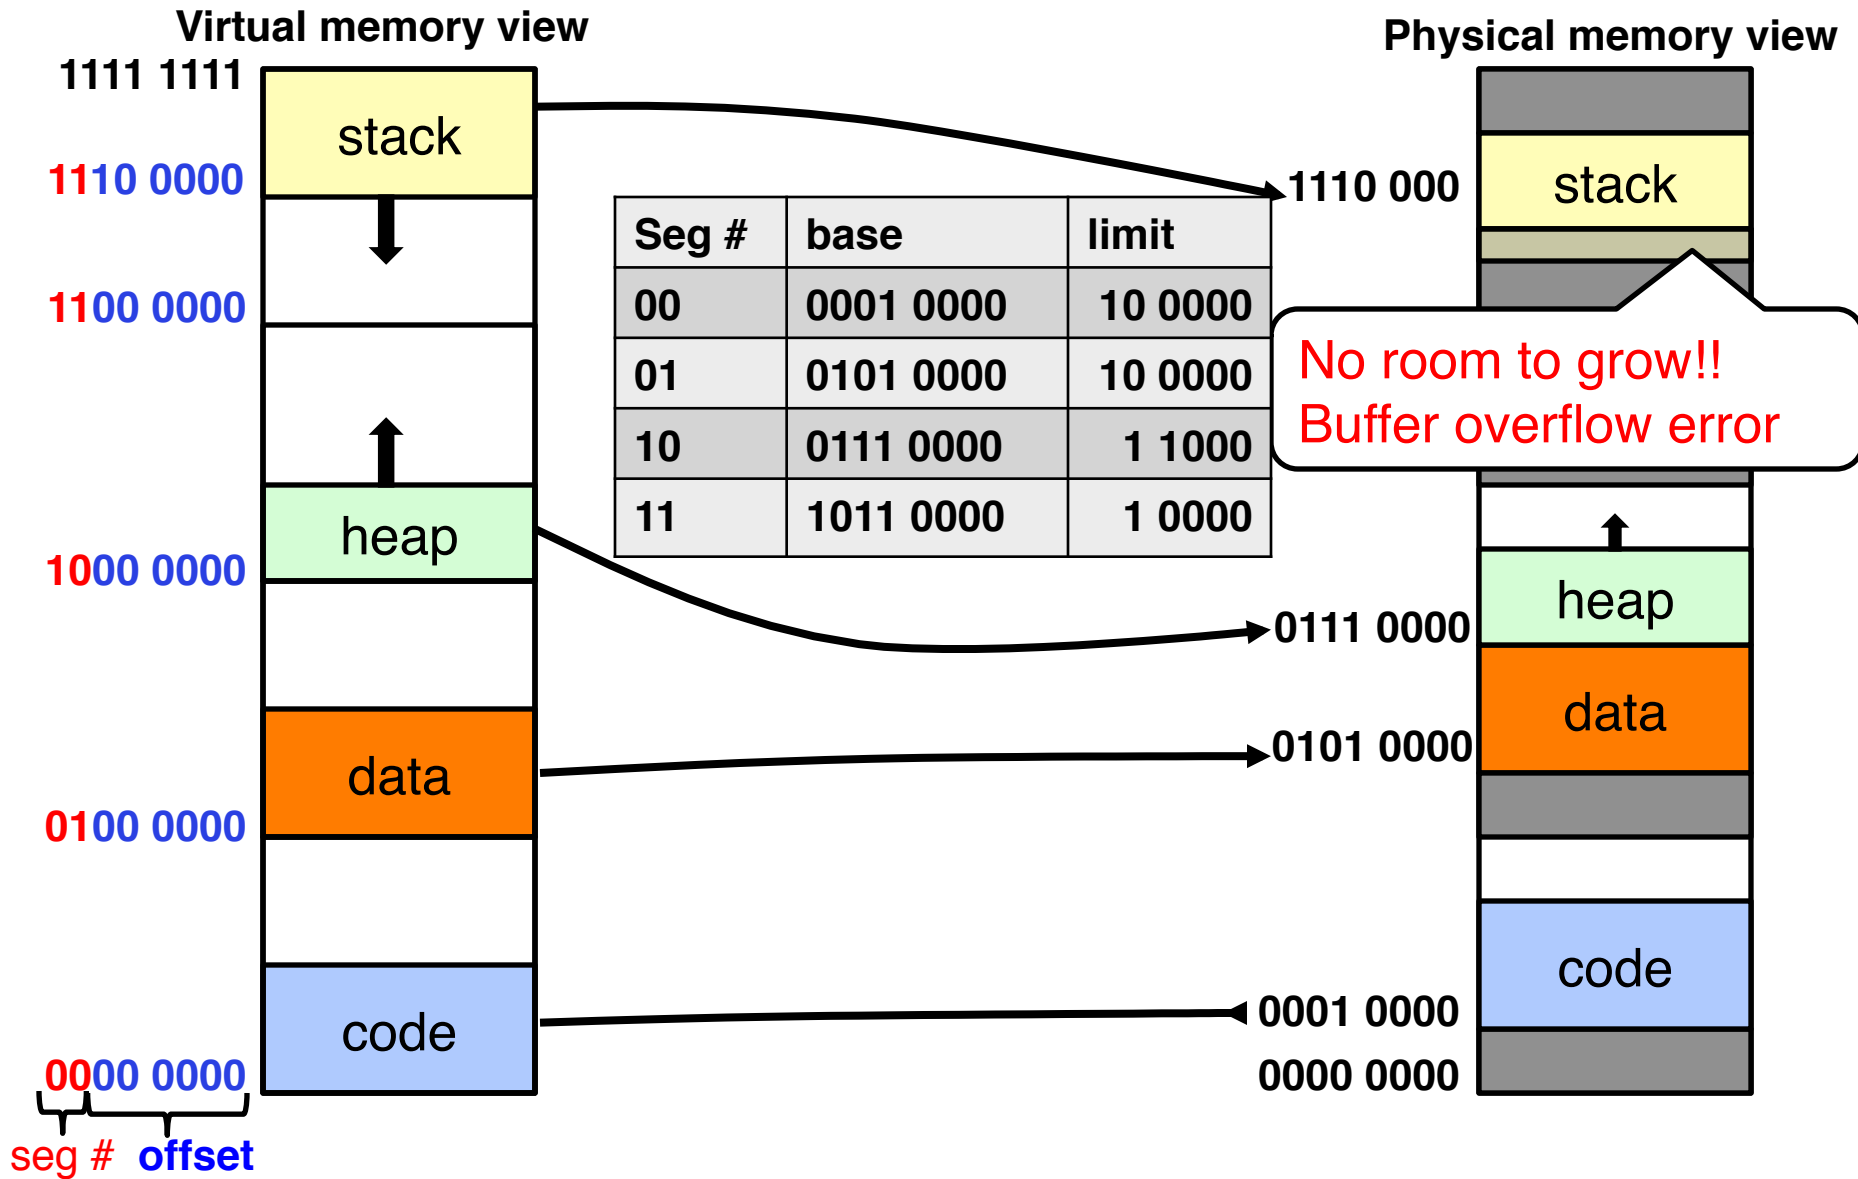 Virtual memory view
1111 1111
stack
1110 0000
1100 0000
heap
1000 0000
data
0100 0000
code
0000 0000
seg # offset
Seg # base limit
00 0001 0000 10 0000
01 0101 0000 10 0000
10 0111 0000 1 1000
11 1011 0000 1 0000
Physical memory view
1110 000
stack
No room to grow!!
Buffer overflow error
0111 0000
heap
data
0101 0000
code
0001 0000
0000 0000